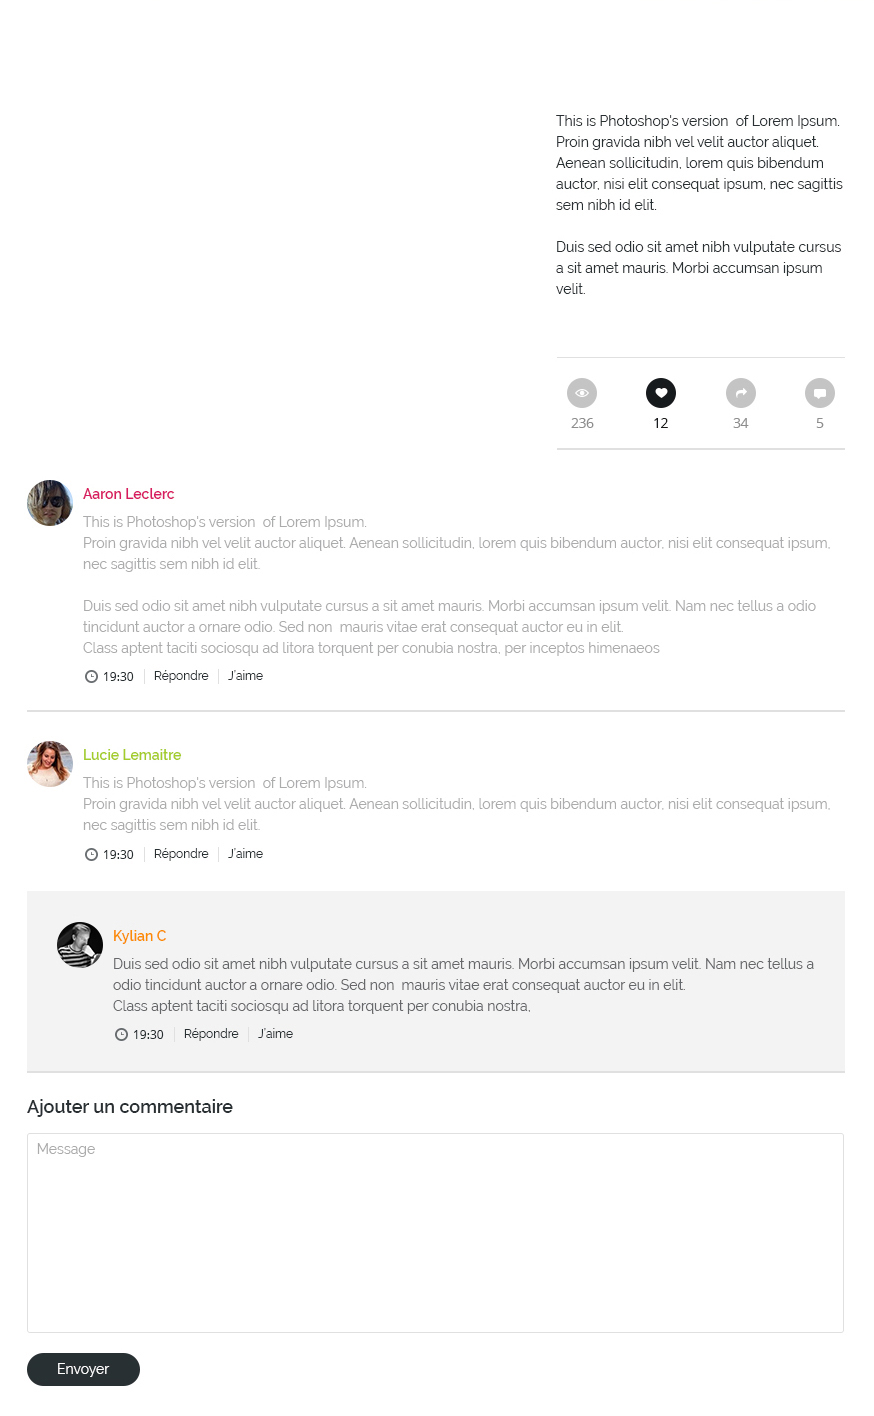 This is Photoshop's version  of Lorem Ipsum.
Proin gravida nibh vel velit auctor aliquet.
Aenean sollicitudin, lorem quis bibendum
auctor, nisi elit consequat ipsum, nec sagittis
sem nibh id elit.
Duis sed odio sit amet nibh vulputate cursus
a sit amet mauris. Morbi accumsan ipsum
velit.
236 12 34 5
Aaron Leclerc
This is Photoshop's version  of Lorem Ipsum.
Proin gravida nibh vel velit auctor aliquet. Aenean sollicitudin, lorem quis bibendum auctor, nisi elit consequat ipsum,
nec sagittis sem nibh id elit.
Duis sed odio sit amet nibh vulputate cursus a sit amet mauris. Morbi accumsan ipsum velit. Nam nec tellus a odio
tincidunt auctor a ornare odio. Sed non  mauris vitae erat consequat auctor eu in elit.
Class aptent taciti sociosqu ad litora torquent per conubia nostra, per inceptos himenaeos
19:30 Répondre J'aime
Lucie Lemaitre
This is Photoshop's version  of Lorem Ipsum.
Proin gravida nibh vel velit auctor aliquet. Aenean sollicitudin, lorem quis bibendum auctor, nisi elit consequat ipsum,
nec sagittis sem nibh id elit.
19:30 Répondre J'aime
Kylian C
Duis sed odio sit amet nibh vulputate cursus a sit amet mauris. Morbi accumsan ipsum velit. Nam nec tellus a
odio tincidunt auctor a ornare odio. Sed non  mauris vitae erat consequat auctor eu in elit.
Class aptent taciti sociosqu ad litora torquent per conubia nostra,
19:30 Répondre J'aime
Ajouter un commentaire
Message
Envoyer